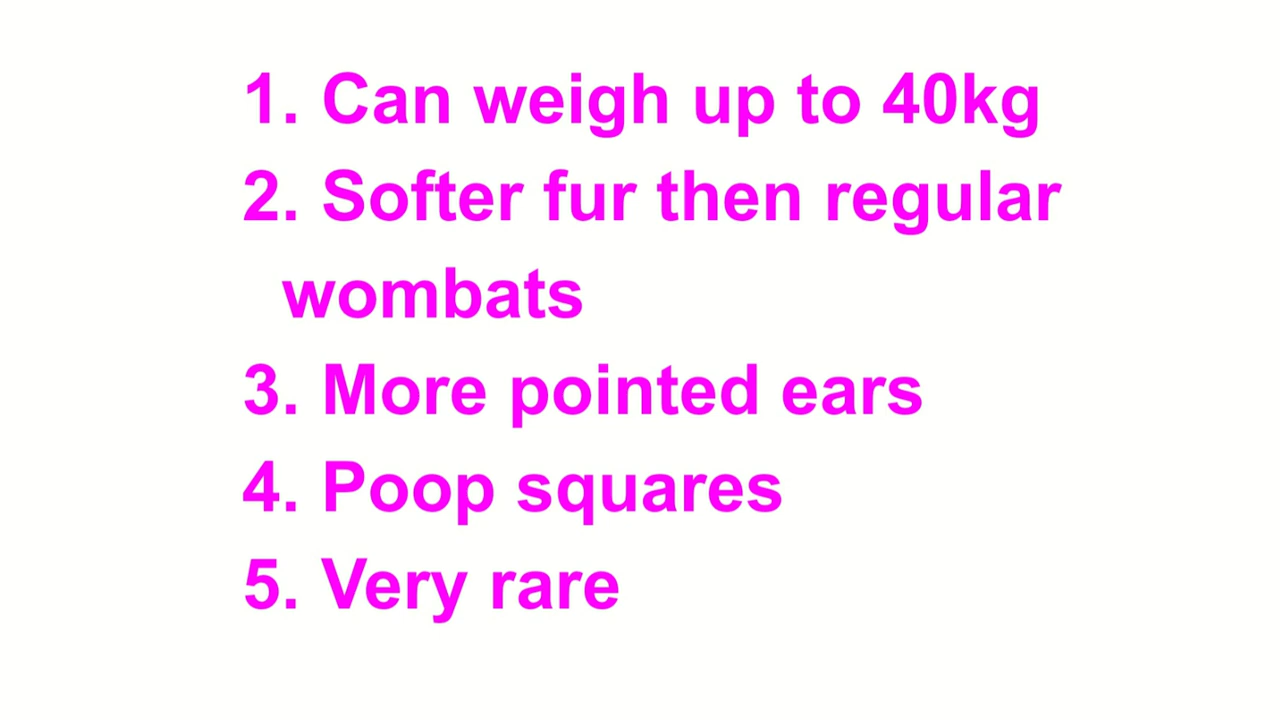 1. Can weigh up to 40kg
2. Softer fur then regular
wombats
3. More pointed ears
4. Poop squares
5. Very rare